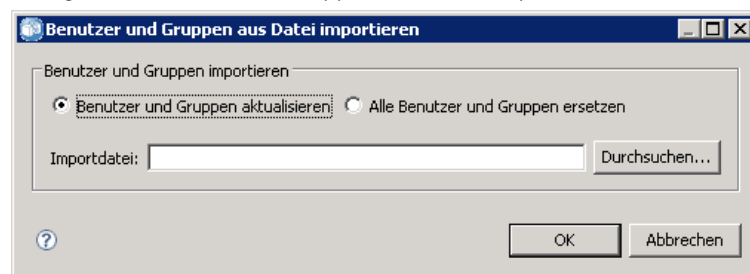 Benutzer und Gruppen aus Datei importieren
Benutzer und Gruppen importieren
Benutzer und Gruppen aktualisieren Alle Benutzer und Gruppen ersetzen
Importdatei: Durchsuchen...
? OK Abbrechen